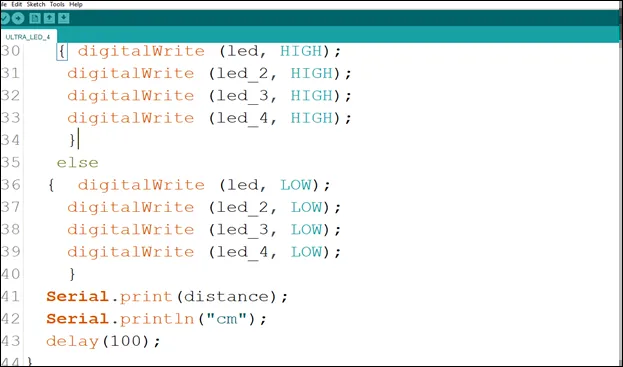 Edit Sketch Tools Help
ULTRA_LED_4
30 { digitalWrite (led, HIGH);
31 digitalWrite (led_2, HIGH);
32 digitalWrite (led_3, HIGH);
33 digitalWrite (led_4, HIGH);
34 }
35 else
36 { digitalWrite (led, LOW);
37 digitalWrite (led_2, LOW);
38 digitalWrite (led_3, LOW);
39 digitalWrite (led_4, LOW);
40 }
41 Serial.print(distance);
42 Serial.println("cm");
43 delay(100);
44 }